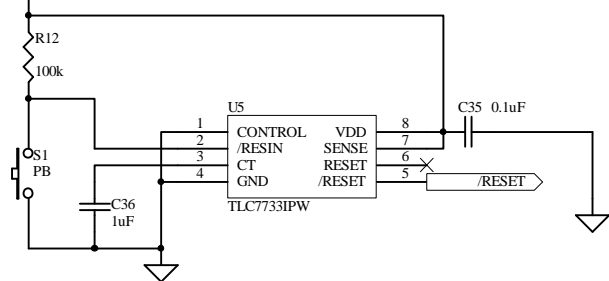 R12
100k
U5
C35 0.1uF
1 CONTROL VDD 8
2 /RESIN SENSE 7
3 CT RESET 6
4 GND /RESET 5
/RESET
TLC7733IPW
S1
PB
C36
1uF